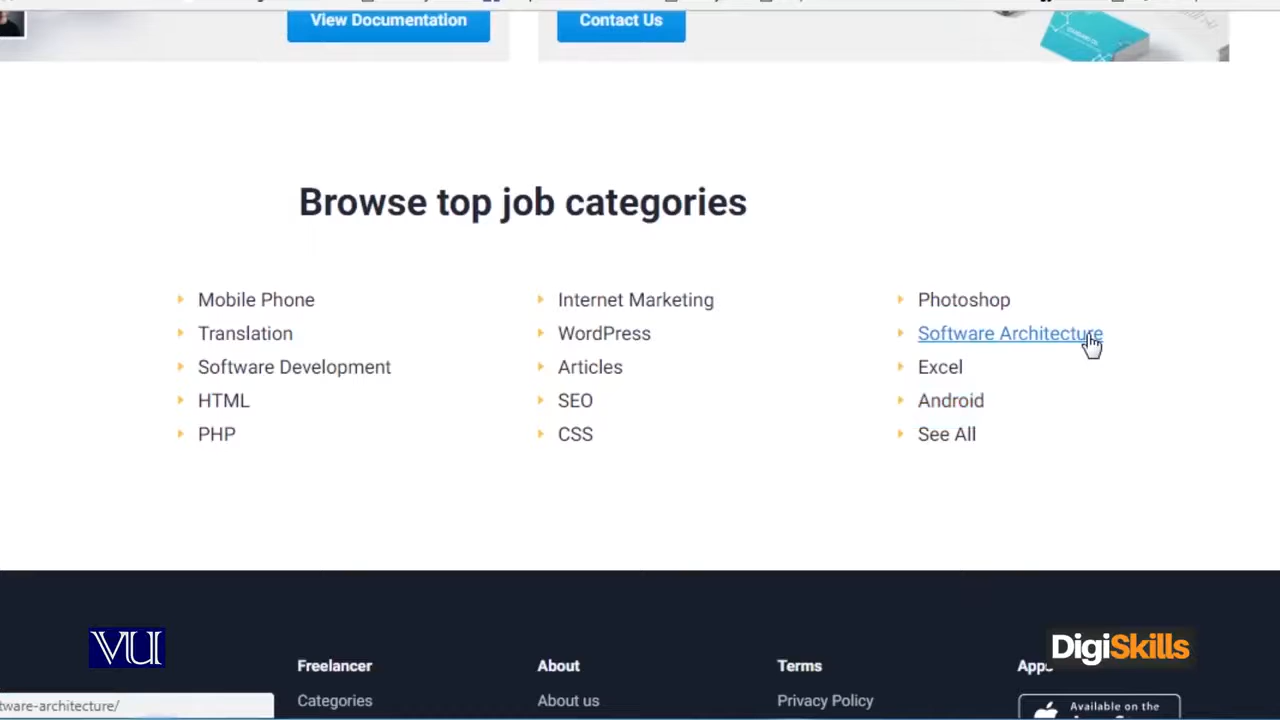 View Documentation
Contact Us
Browse top job categories
Mobile Phone
Translation
Software Development
HTML
PHP
Internet Marketing
WordPress
Articles
SEO
CSS
Photoshop
Software Architecture
Excel
Android
See All
VU
DigiSkills
Freelancer
Categories
About
About us
Terms
Privacy Policy
Apps
Available on the
tware-architecture/